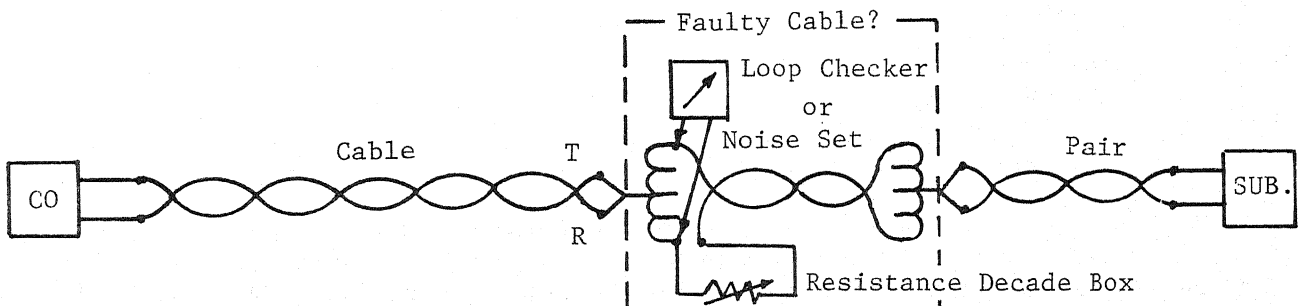 Faulty Cable?
Loop Checker
or
Noise Set
Cable
T
Pair
CO
SUB.
R
Resistance Decade Box